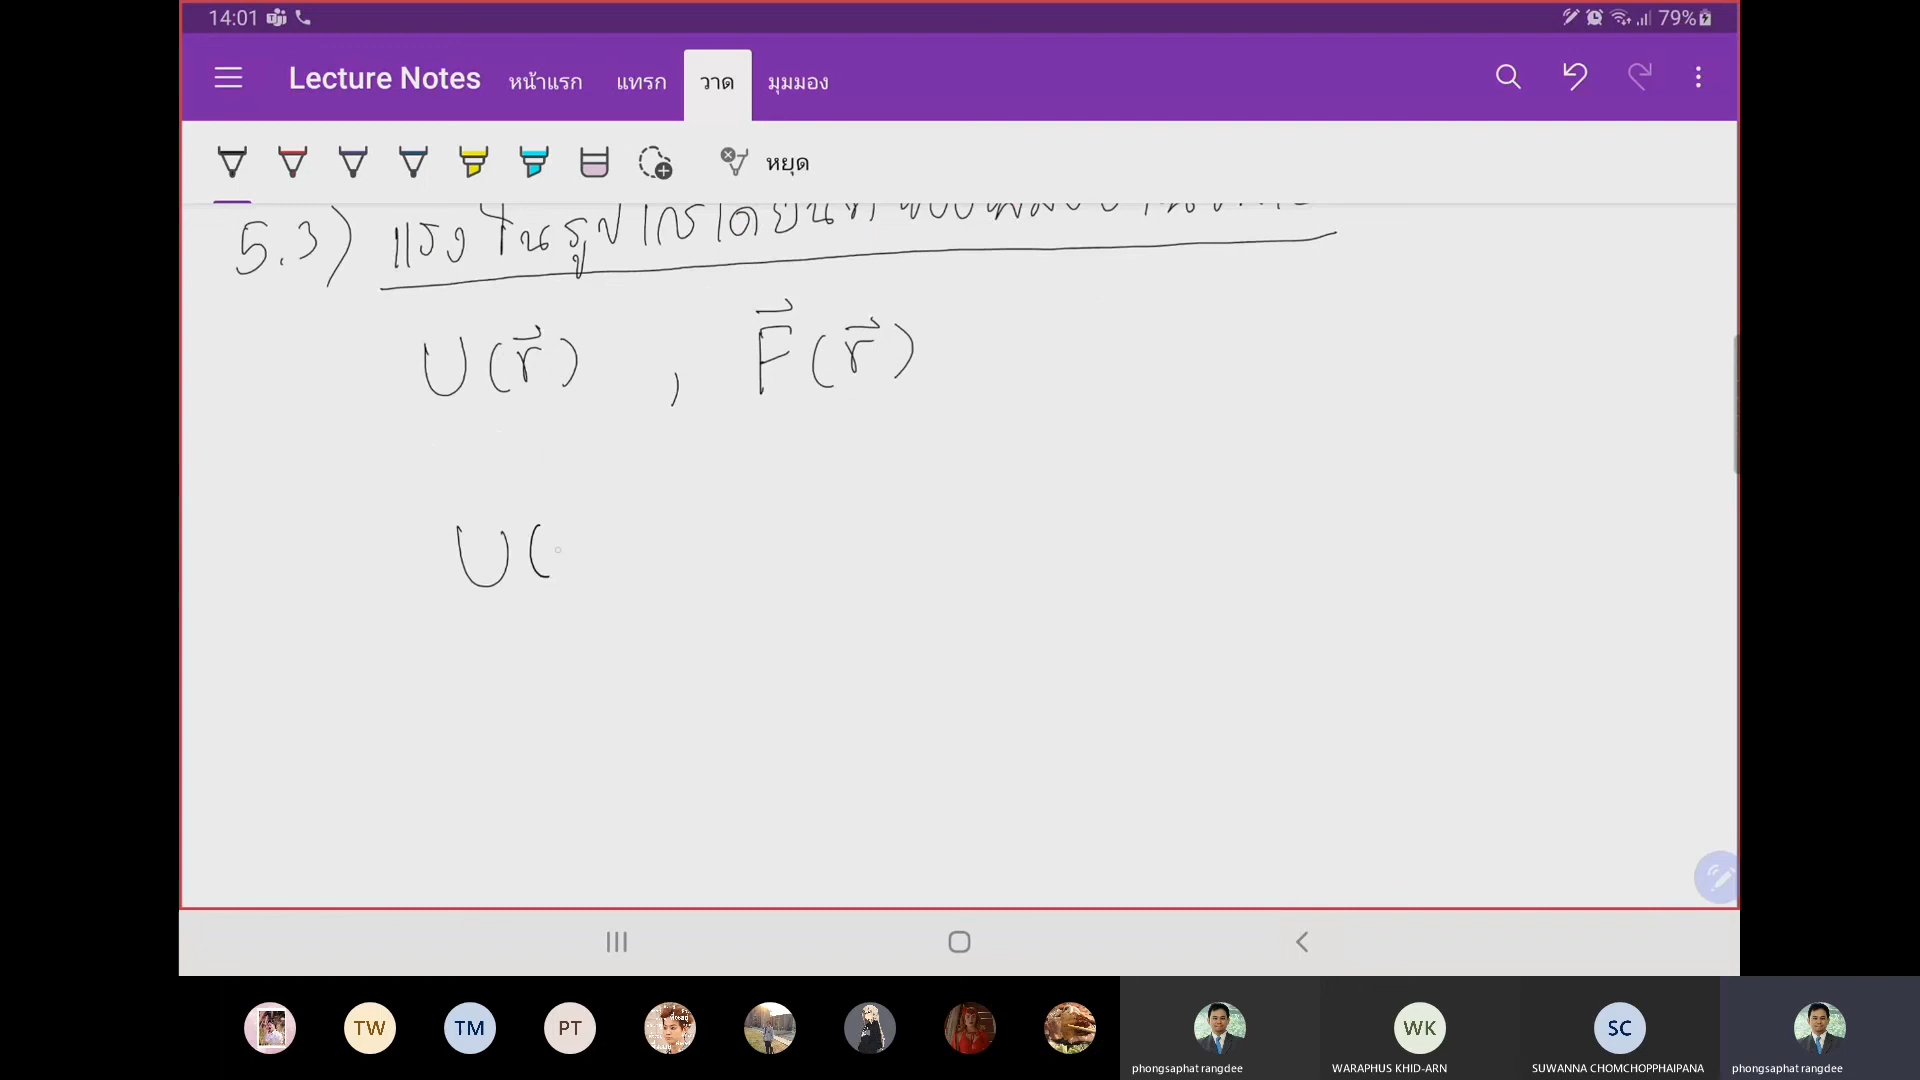 14:01 79%
Lecture Notes หน้าแรก แทรก วาด มุมมอง
หยุด
5.3) แรงในรูปเกรเดียนท์
U(r⃗) , F⃗(r⃗)
U(
TW TM PT WK SC
phongsaphat rangdee WARAPHUS KHID-ARN SUWANNA CHOMCHOPPHAIPANA phongsaphat rangdee